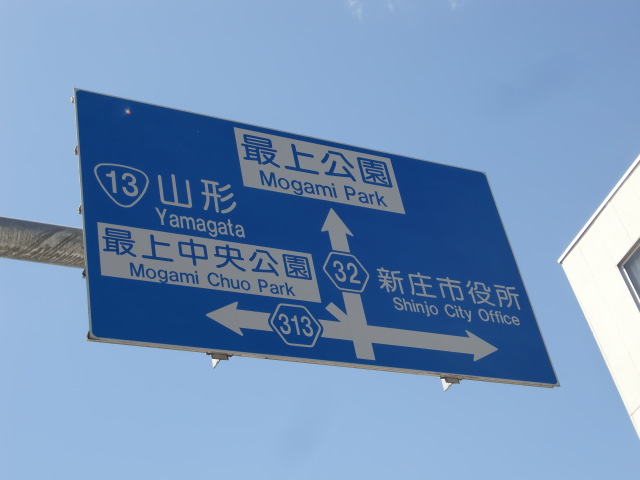 最上公園
Mogami Park
13 山形
Yamagata
最上中央公園
Mogami Chuo Park
32
新庄市役所
Shinjo City Office
313